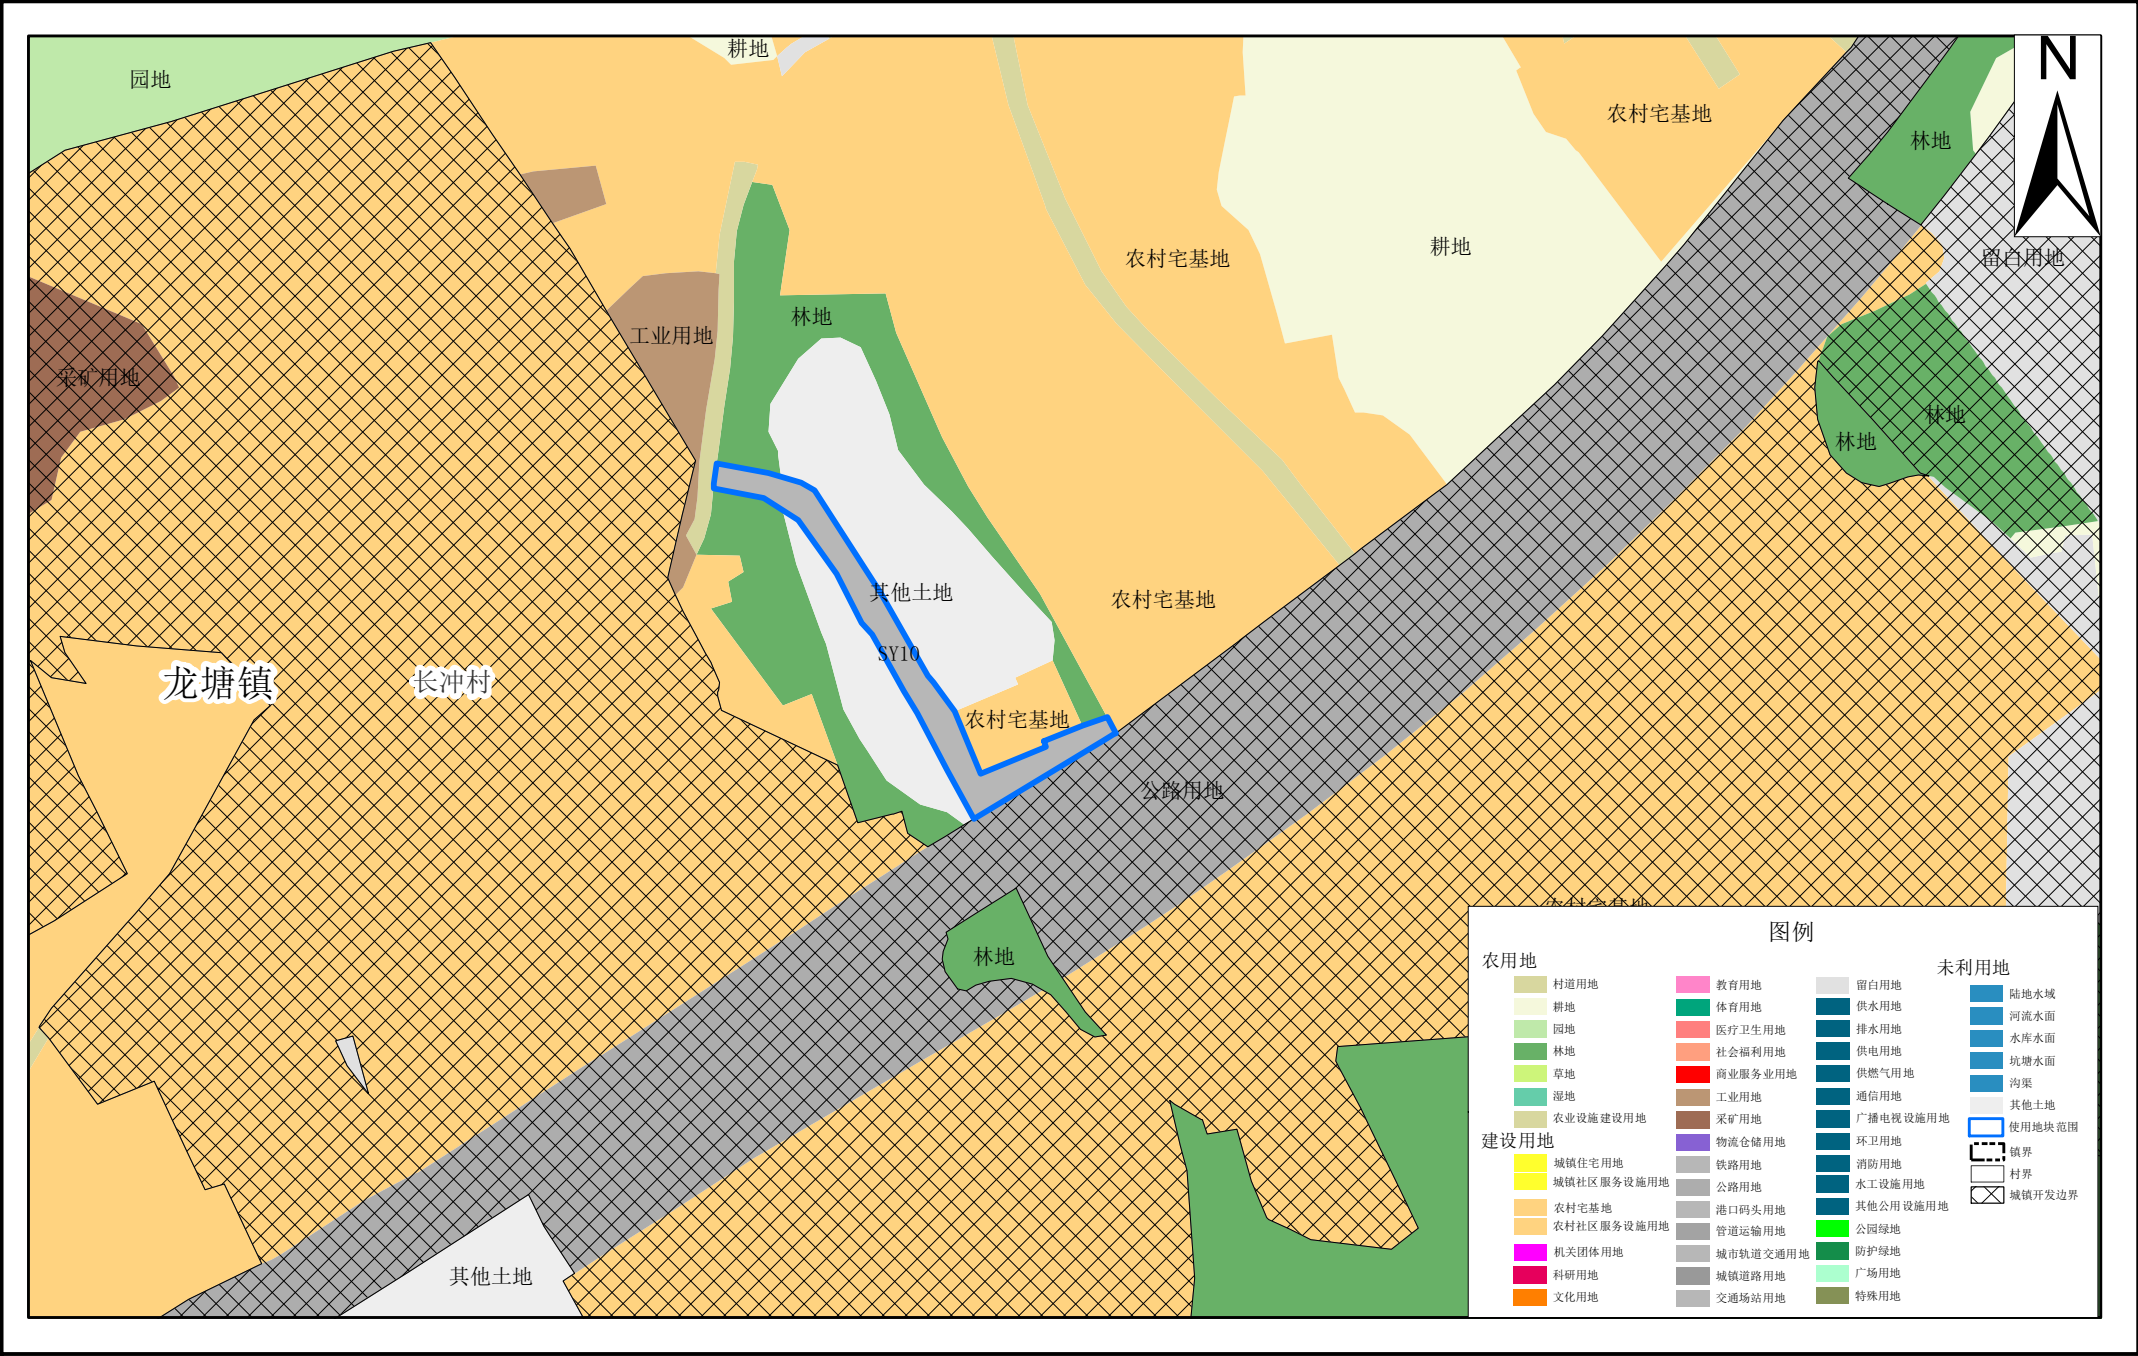 耕地
N
园地
农村宅基地
林地
耕地
农村宅基地
留白用地
林地
工业用地
采矿用地
林地
林地
其他土地
农村宅基地
SY10
龙塘镇
长冲村
农村宅基地
公路用地
农村宅基地
林地
其他土地
图例
农用地
村道用地
耕地
园地
林地
草地
湿地
农业设施建设用地
建设用地
城镇住宅用地
城镇社区服务设施用地
农村宅基地
农村社区服务设施用地
机关团体用地
科研用地
文化用地
教育用地
体育用地
医疗卫生用地
社会福利用地
商业服务业用地
工业用地
采矿用地
物流仓储用地
铁路用地
公路用地
港口码头用地
管道运输用地
城市轨道交通用地
城镇道路用地
交通场站用地
留白用地
供水用地
排水用地
供电用地
供燃气用地
通信用地
广播电视设施用地
环卫用地
消防用地
水工设施用地
其他公用设施用地
公园绿地
防护绿地
广场用地
特殊用地
未利用地
陆地水域
河流水面
水库水面
坑塘水面
沟渠
其他土地
使用地块范围
镇界
村界
城镇开发边界